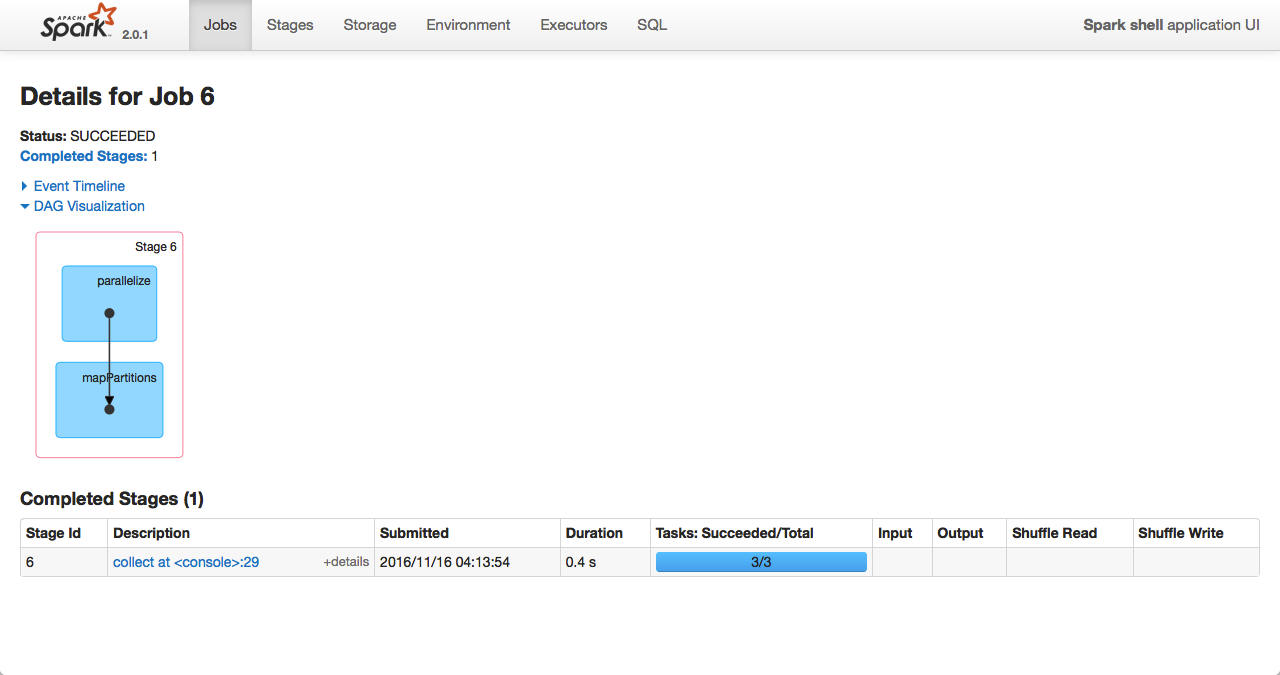 APACHE
Spark 2.0.1 Jobs Stages Storage Environment Executors SQL Spark shell application UI
Details for Job 6
Status: SUCCEEDED
Completed Stages: 1
Event Timeline
DAG Visualization
Stage 6
parallelize
mapPartitions
Completed Stages (1)
Stage Id Description Submitted Duration Tasks: Succeeded/Total Input Output Shuffle Read Shuffle Write
6 collect at <console>:29 +details 2016/11/16 04:13:54 0.4 s 3/3